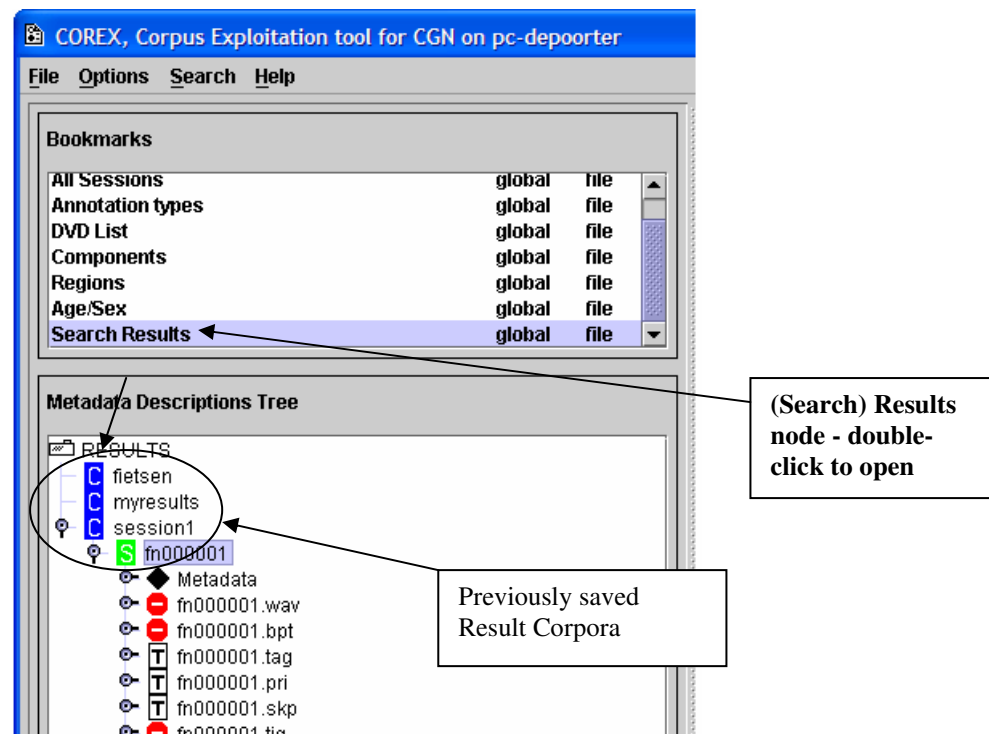 COREX, Corpus Exploitation tool for CGN on pc-depoorter
File Options Search Help
Bookmarks
All Sessions global file
Annotation types global file
DVD List global file
Components global file
Regions global file
Age/Sex global file
Search Results global file
Metadata Descriptions Tree
(Search) Results
node - double-
click to open
RESULTS
C fietsen
C myresults
C session1
S fn000001
Metadata
fn000001.wav
fn000001.bpt
T fn000001.tag
T fn000001.pri
T fn000001.skp
fn000001.tig
Previously saved
Result Corpora